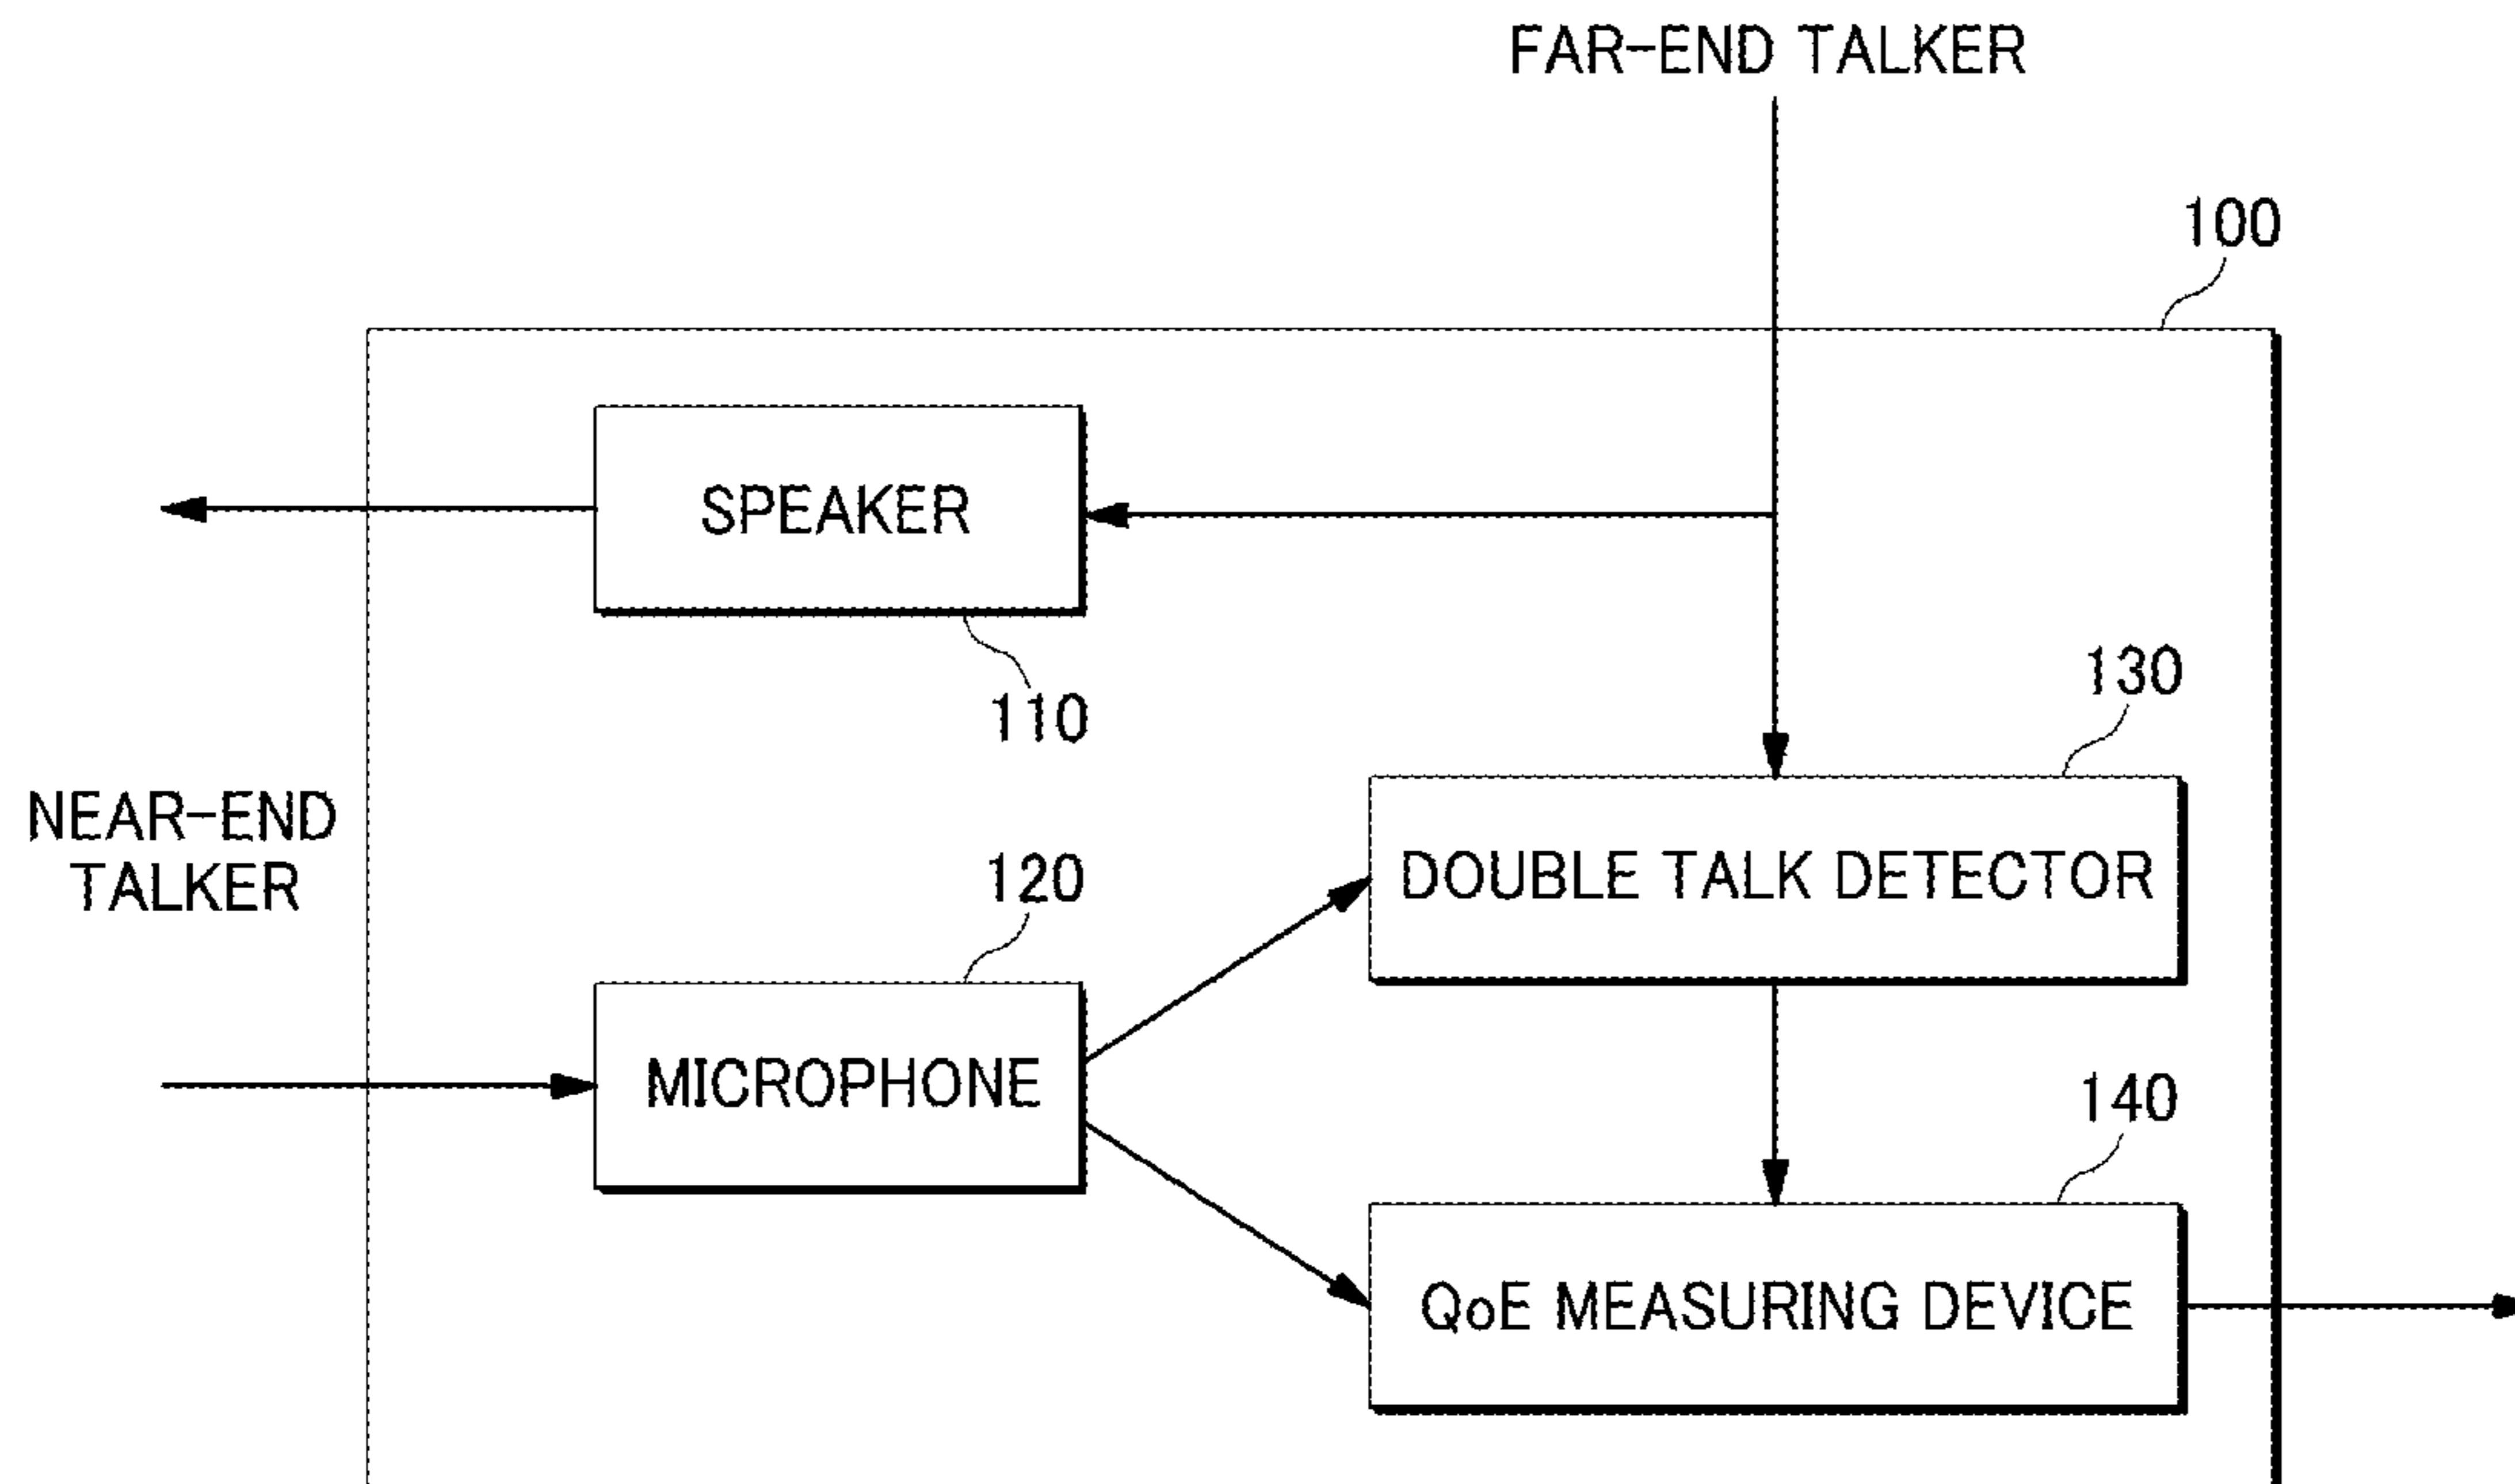 FAR-END TALKER
100
SPEAKER
110
130
NEAR-END
TALKER
DOUBLE TALK DETECTOR
120
MICROPHONE
140
QoE MEASURING DEVICE